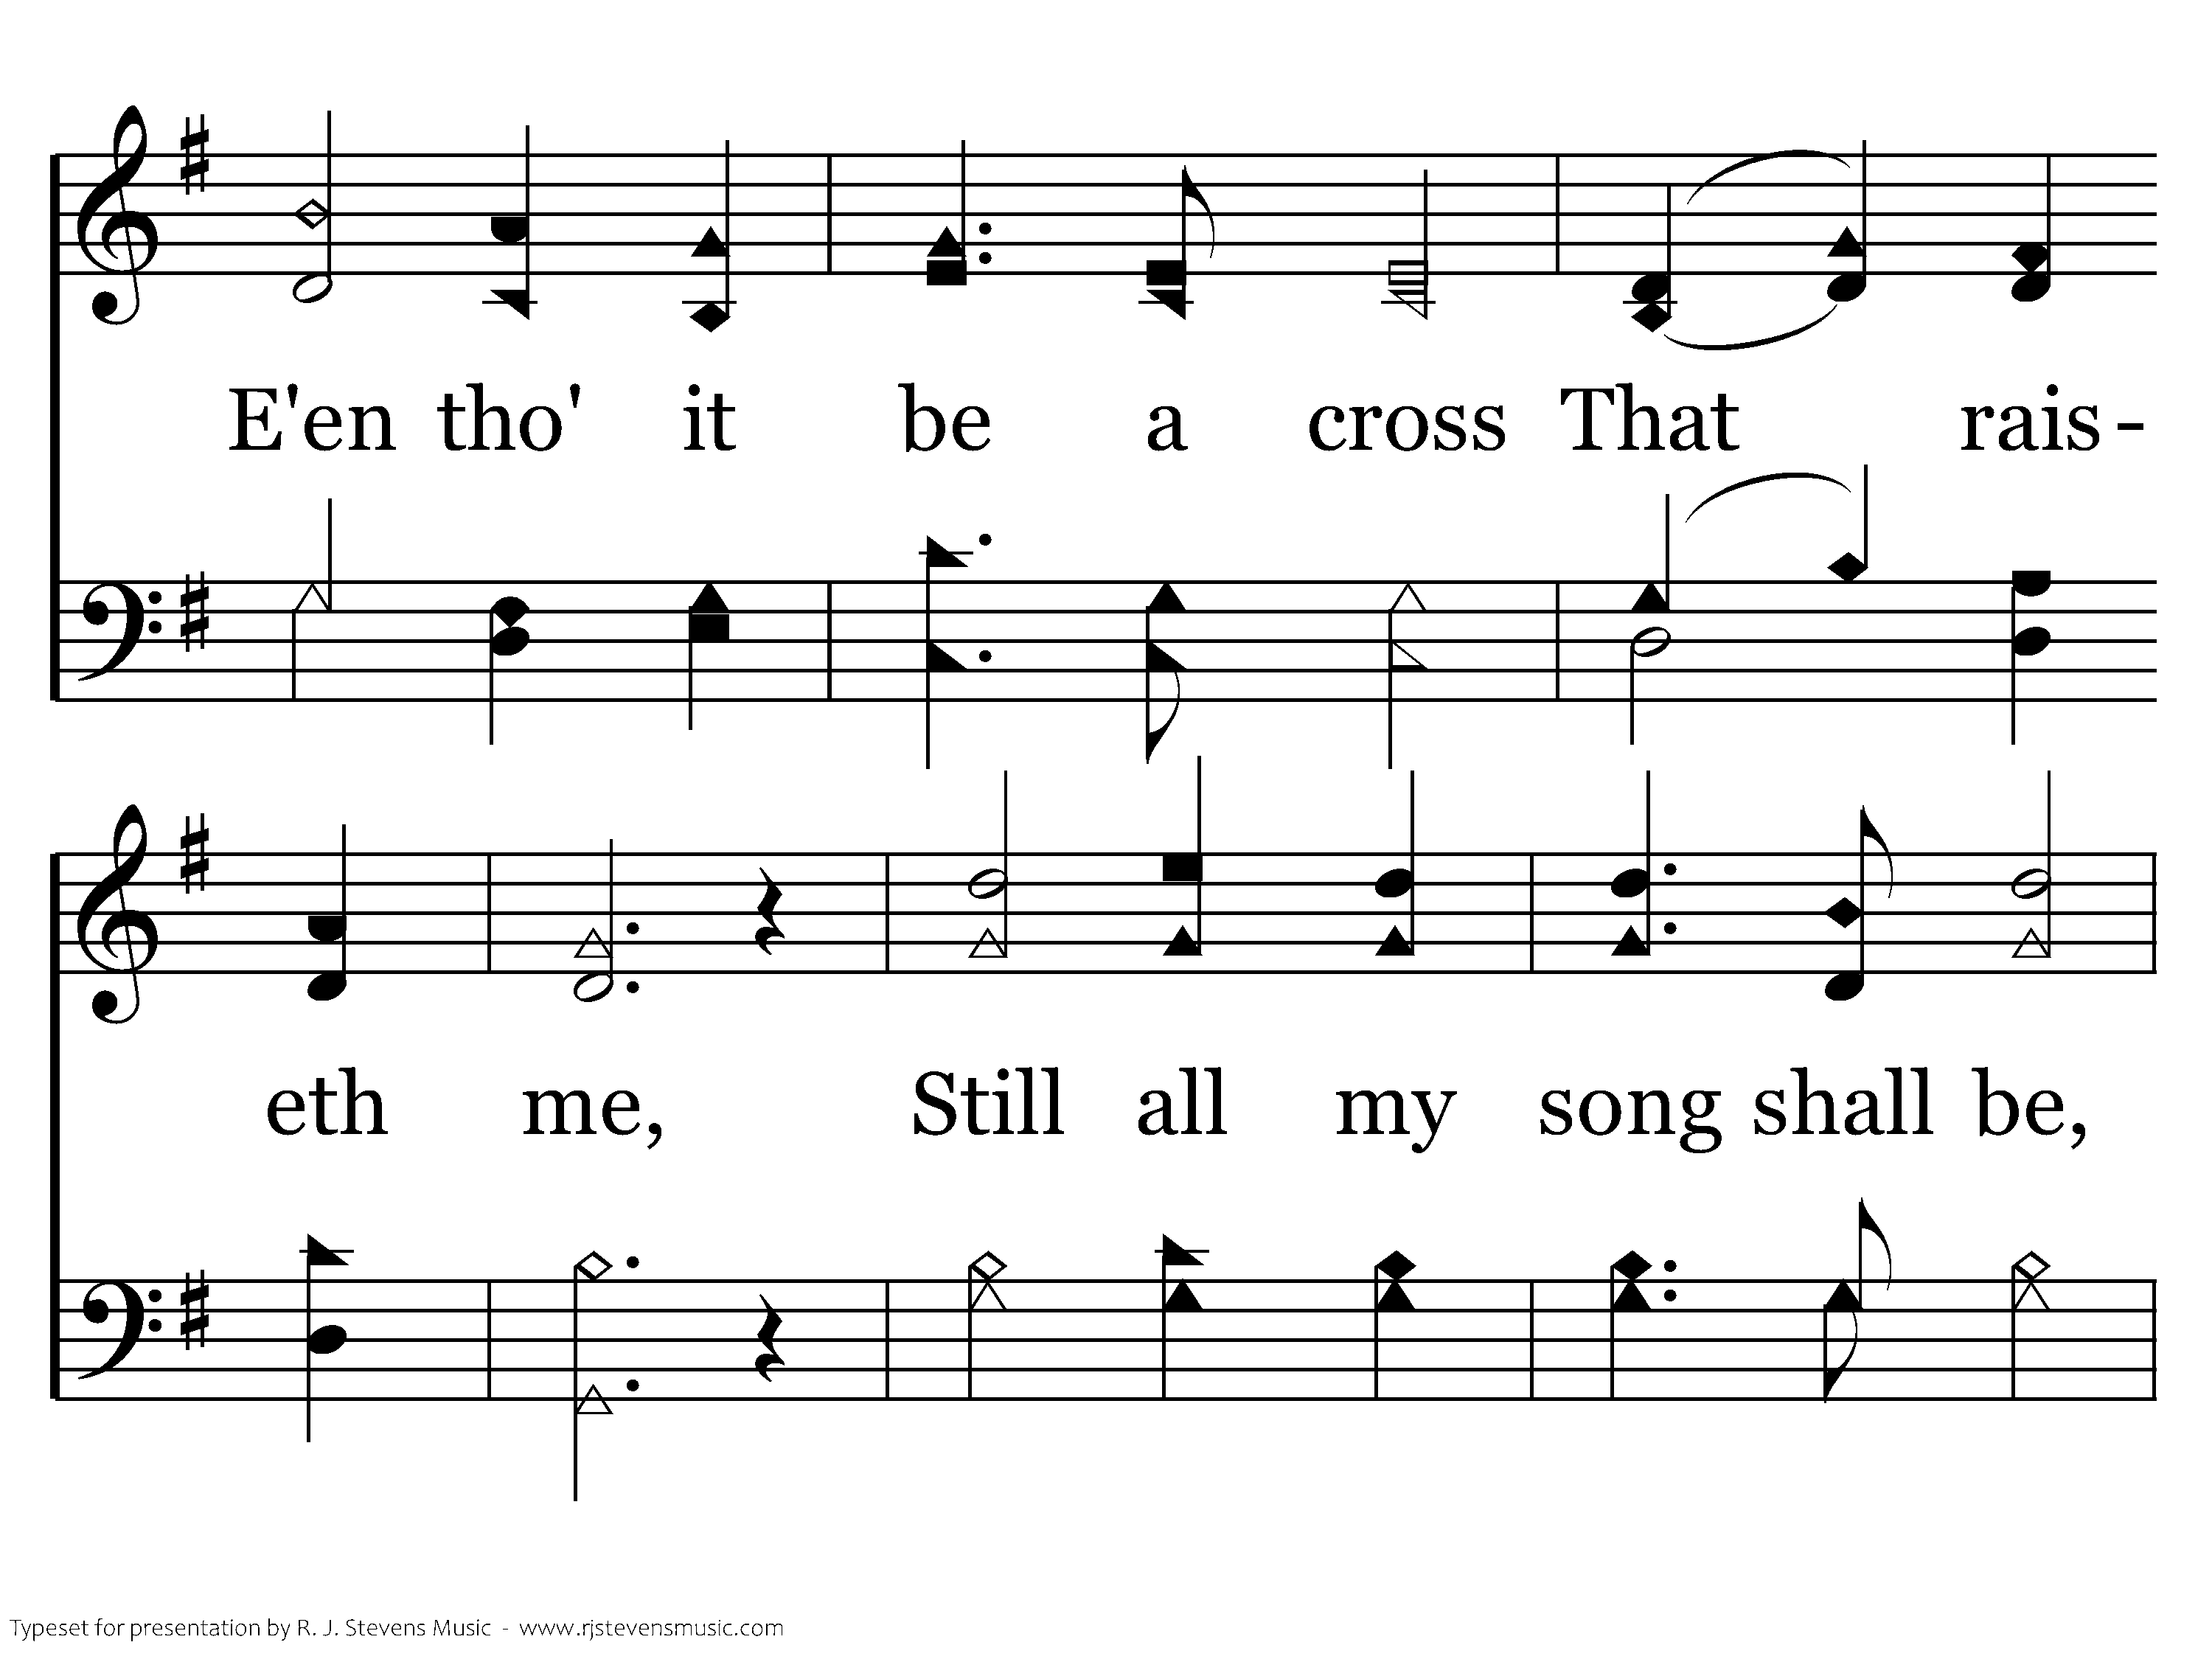 E'en tho' it be a cross That rais-
eth me, Still all my song shall be,
Typeset for presentation by R. J. Stevens Music - www.rjstevensmusic.com